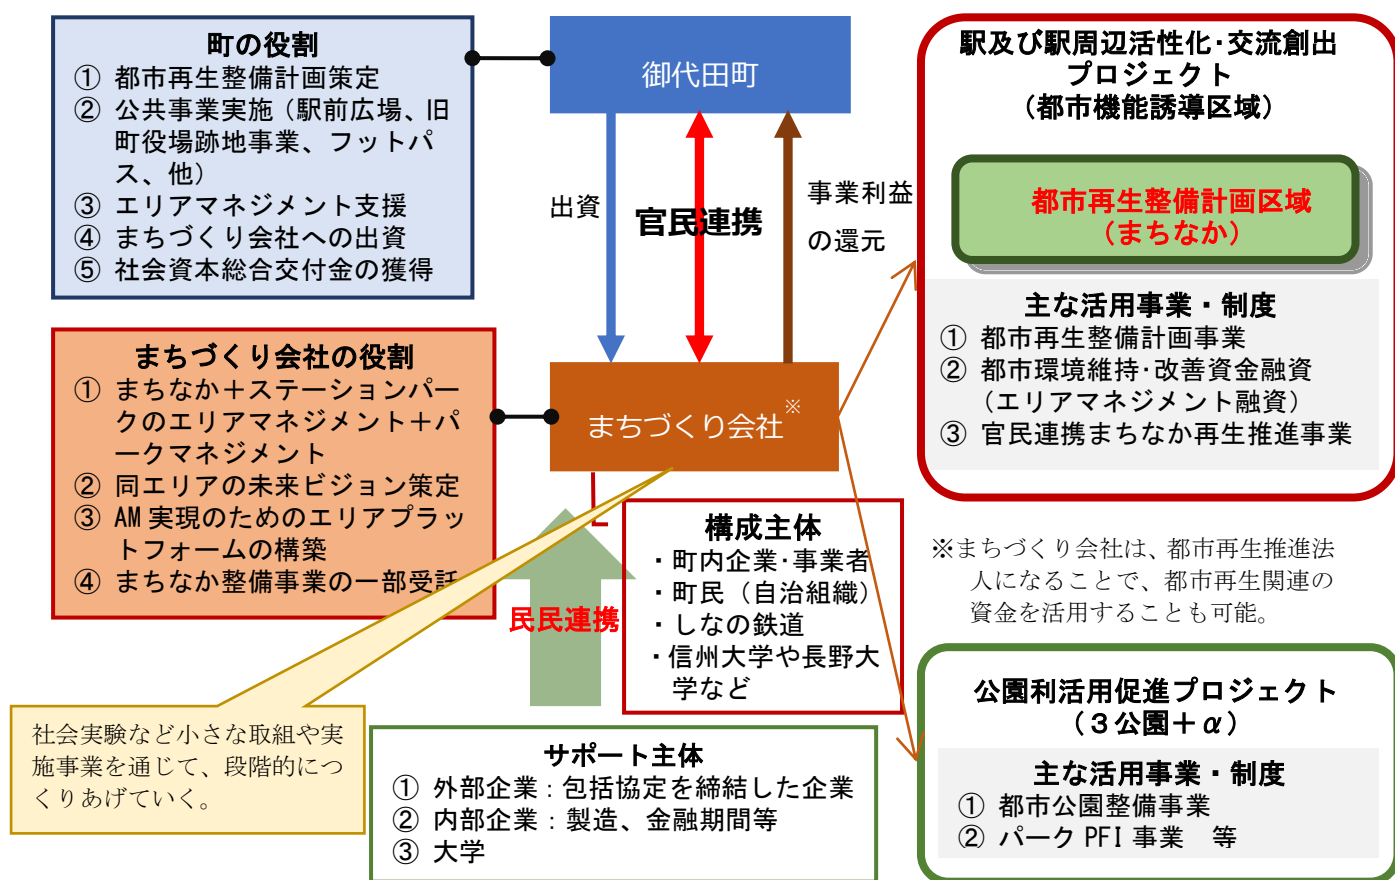 町の役割
① 都市再生整備計画策定
② 公共事業実施（駅前広場、旧
町役場跡地事業、フットパ
ス、他）
③ エリアマネジメント支援
④ まちづくり会社への出資
⑤ 社会資本総合交付金の獲得
御代田町
出資
官民連携
事業利益
の還元
まちづくり会社※
まちづくり会社の役割
① まちなか＋ステーションパー
クのエリアマネジメント＋パ
ークマネジメント
② 同エリアの未来ビジョン策定
③ AM 実現のためのエリアプラッ
トフォームの構築
④ まちなか整備事業の一部受託
民民連携
構成主体
・町内企業・事業者
・町民（自治組織）
・しなの鉄道
・信州大学や長野大
学など
社会実験など小さな取組や実
施事業を通じて、段階的につ
くりあげていく。
サポート主体
① 外部企業：包括協定を締結した企業
② 内部企業：製造、金融期間等
③ 大学
駅及び駅周辺活性化・交流創出
プロジェクト
（都市機能誘導区域）
都市再生整備計画区域
（まちなか）
主な活用事業・制度
① 都市再生整備計画事業
② 都市環境維持・改善資金融資
（エリアマネジメント融資）
③ 官民連携まちなか再生推進事業
※まちづくり会社は、都市再生推進法
人になることで、都市再生関連の
資金を活用することも可能。
公園利活用促進プロジェクト
（３公園＋α）
主な活用事業・制度
① 都市公園整備事業
② パーク PFI 事業　等